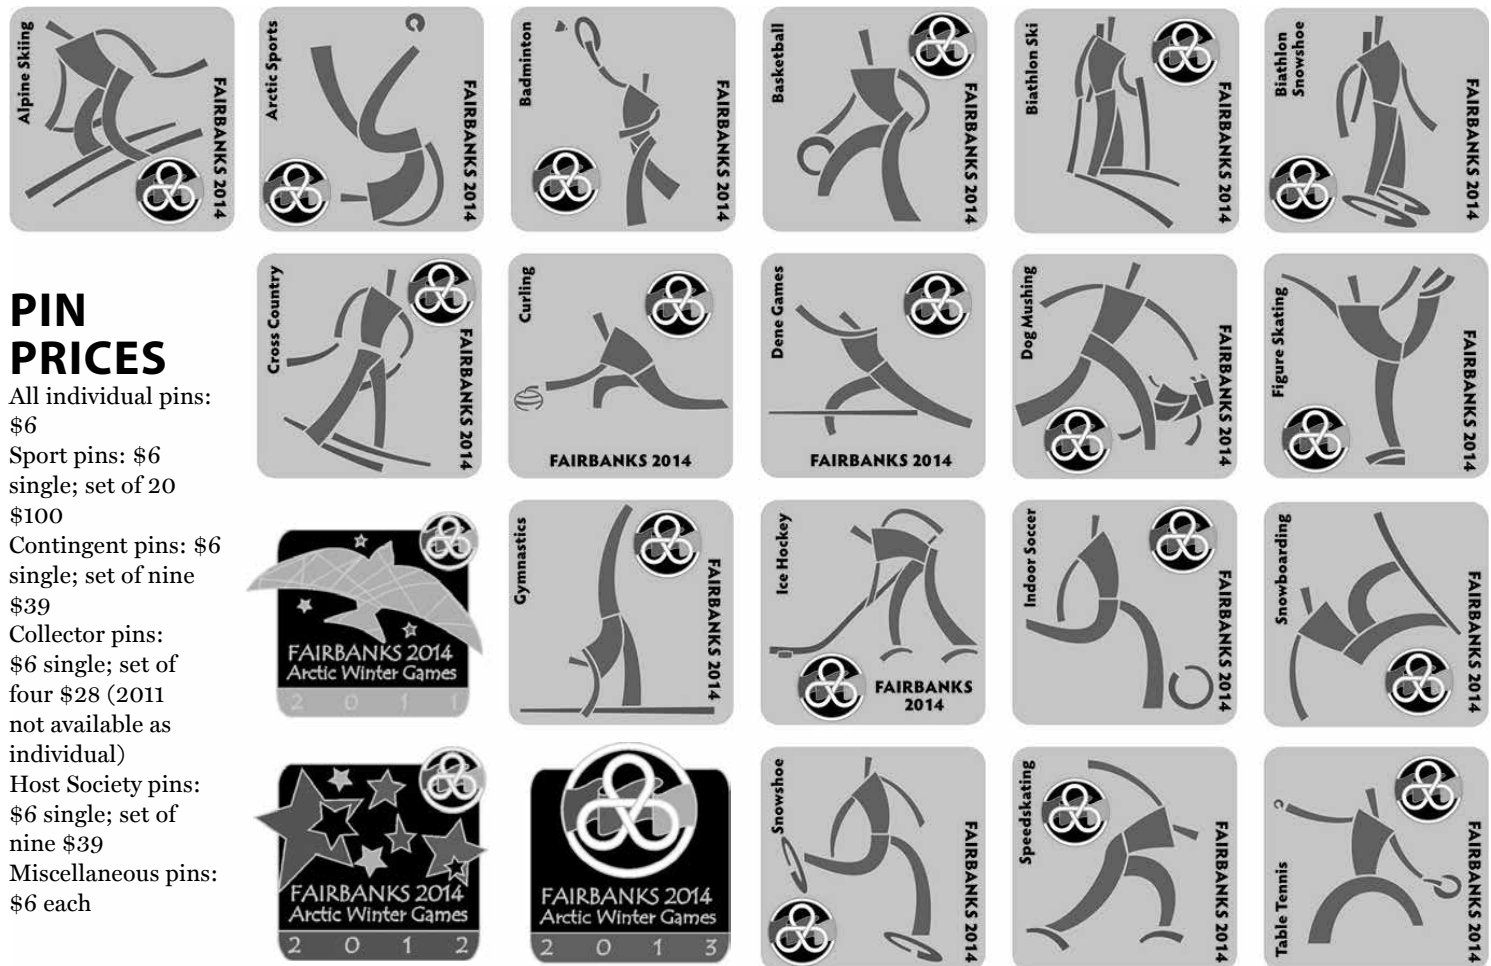 Alpine Skiing
FAIRBANKS 2014
Arctic Sports
FAIRBANKS 2014
Badminton
FAIRBANKS 2014
Basketball
FAIRBANKS 2014
Biathlon Ski
FAIRBANKS 2014
Biathlon
Snowshoe
FAIRBANKS 2014
PIN
PRICES
All individual pins:
$6
Sport pins: $6
single; set of 20
$100
Contingent pins: $6
single; set of nine
$39
Collector pins:
$6 single; set of
four $28 (2011
not available as
individual)
Host Society pins:
$6 single; set of
nine $39
Miscellaneous pins:
$6 each
Cross Country
FAIRBANKS 2014
Curling
FAIRBANKS 2014
Dene Games
FAIRBANKS 2014
Dog Mushing
FAIRBANKS 2014
Figure Skating
FAIRBANKS 2014
FAIRBANKS 2014
Arctic Winter Games
2 0 1 1
Gymnastics
FAIRBANKS 2014
Ice Hockey
FAIRBANKS
2014
Indoor Soccer
FAIRBANKS 2014
Snowboarding
FAIRBANKS 2014
FAIRBANKS 2014
Arctic Winter Games
2 0 1 2
FAIRBANKS 2014
Arctic Winter Games
2 0 1 3
Snowshoe
FAIRBANKS 2014
Speedskating
FAIRBANKS 2014
Table Tennis
FAIRBANKS 2014